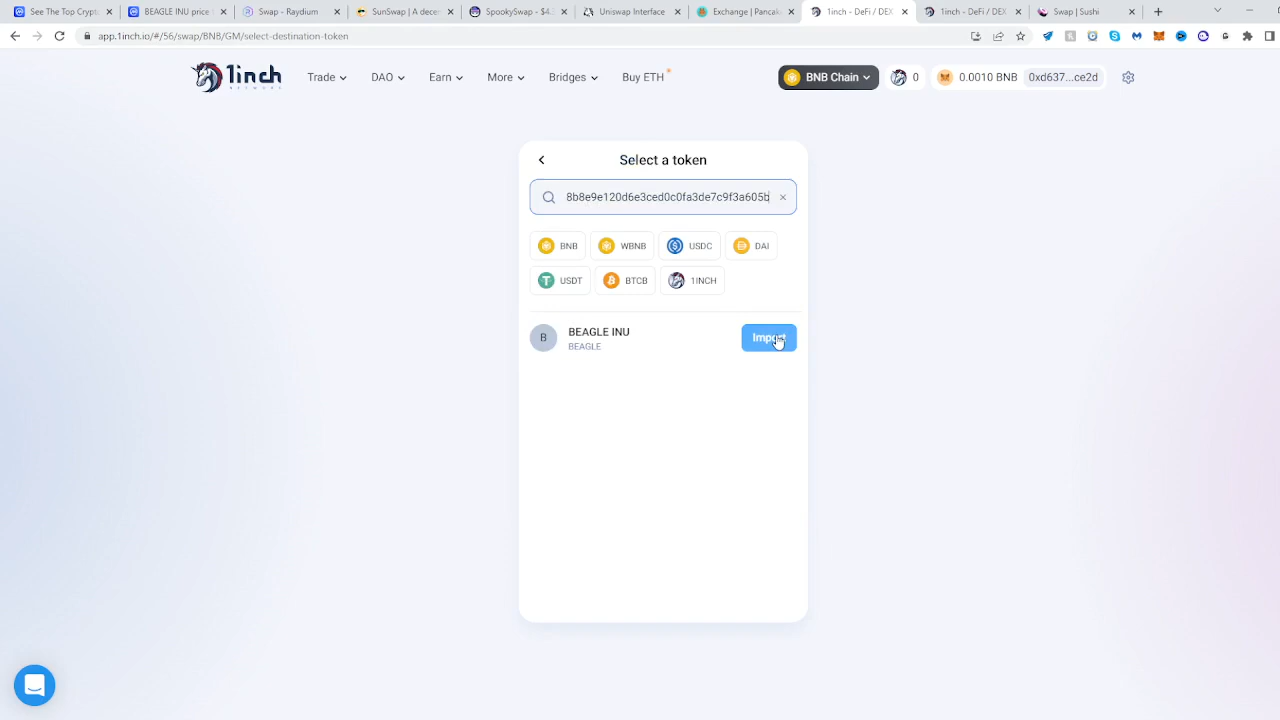 See The Top Crypto
BEAGLE INU price
Swap - Raydium
SunSwap | A dece
SpookySwap - $4.
Uniswap Interface
Exchange | Pancak
1inch - DeFi / DEX
1inch - DeFi / DEX
Swap | Sushi
app.1inch.io/#/56/swap/BNB/GM/select-destination-token
1inch
NETWORK
Trade
DAO
Earn
More
Bridges
Buy ETH
BNB Chain
0
0.0010 BNB
0xd637...ce2d
Select a token
8b8e9e120d6e3ced0c0fa3de7c9f3a605b
BNB
WBNB
USDC
DAI
USDT
BTCB
1INCH
B
BEAGLE INU
BEAGLE
Import